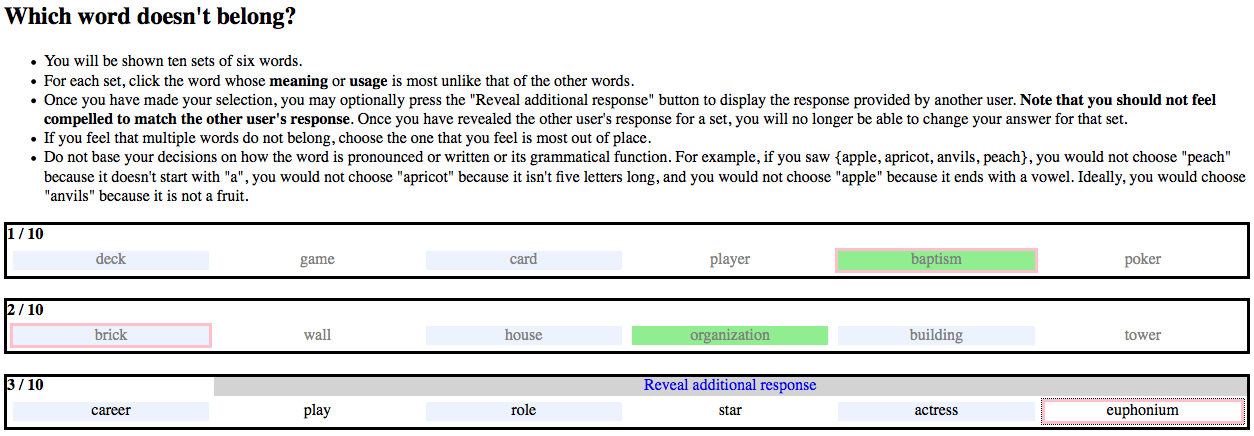 Which word doesn't belong?
• You will be shown ten sets of six words.
• For each set, click the word whose meaning or usage is most unlike that of the other words.
• Once you have made your selection, you may optionally press the "Reveal additional response" button to display the response provided by another user. Note that you should not feel
compelled to match the other user's response. Once you have revealed the other user's response for a set, you will no longer be able to change your answer for that set.
• If you feel that multiple words do not belong, choose the one that you feel is most out of place.
• Do not base your decisions on how the word is pronounced or written or its grammatical function. For example, if you saw {apple, apricot, anvils, peach}, you would not choose "peach"
because it doesn't start with "a", you would not choose "apricot" because it isn't five letters long, and you would not choose "apple" because it ends with a vowel. Ideally, you would choose
"anvils" because it is not a fruit.
1 / 10
deck game card player baptism poker
2 / 10
brick wall house organization building tower
3 / 10 Reveal additional response
career play role star actress euphonium